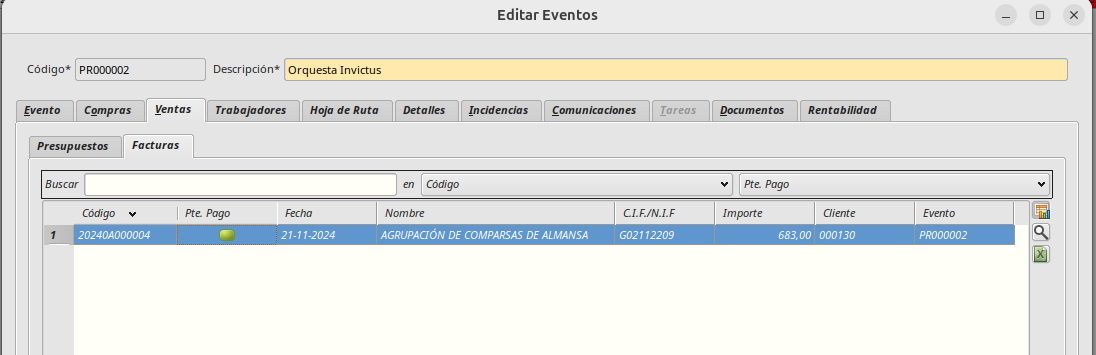 Editar Eventos
Código* PR000002 Descripción* Orquesta Invictus
Evento Compras Ventas Trabajadores Hoja de Ruta Detalles Incidencias Comunicaciones Tareas Documentos Rentabilidad
Presupuestos Facturas
Buscar en Código Pte. Pago
Código Pte. Pago Fecha Nombre C.I.F./N.I.F Importe Cliente Evento
1 20240A000004 21-11-2024 AGRUPACIÓN DE COMPARSAS DE ALMANSA G02112209 683,00 000130 PR000002